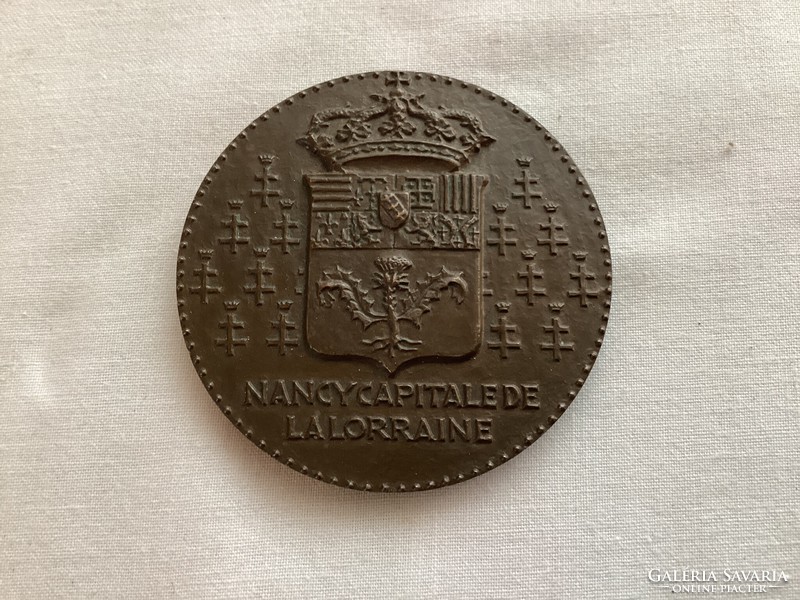 NANCY CAPITALE DE
LA LORRAINE
GALÉRIA SAVARIA
ONLINE PIACTÉR